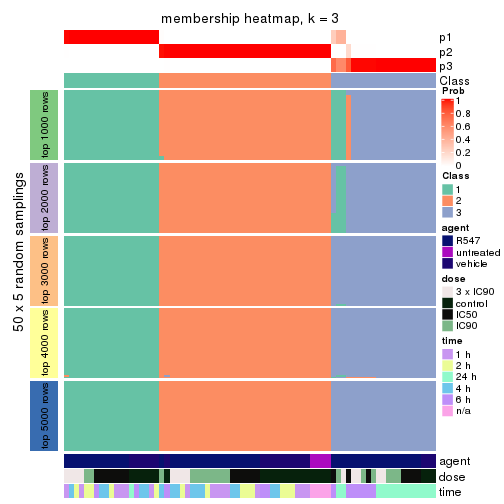 membership heatmap, k = 3
p1
p2
p3
Class
50 x 5 random samplings
top 1000 rows
top 2000 rows
top 3000 rows
top 4000 rows
top 5000 rows
agent
dose
time
Prob
1
0.8
0.6
0.4
0.2
0
Class
1
2
3
agent
R547
untreated
vehicle
dose
3 x IC90
control
IC50
IC90
time
1 h
2 h
24 h
4 h
6 h
n/a